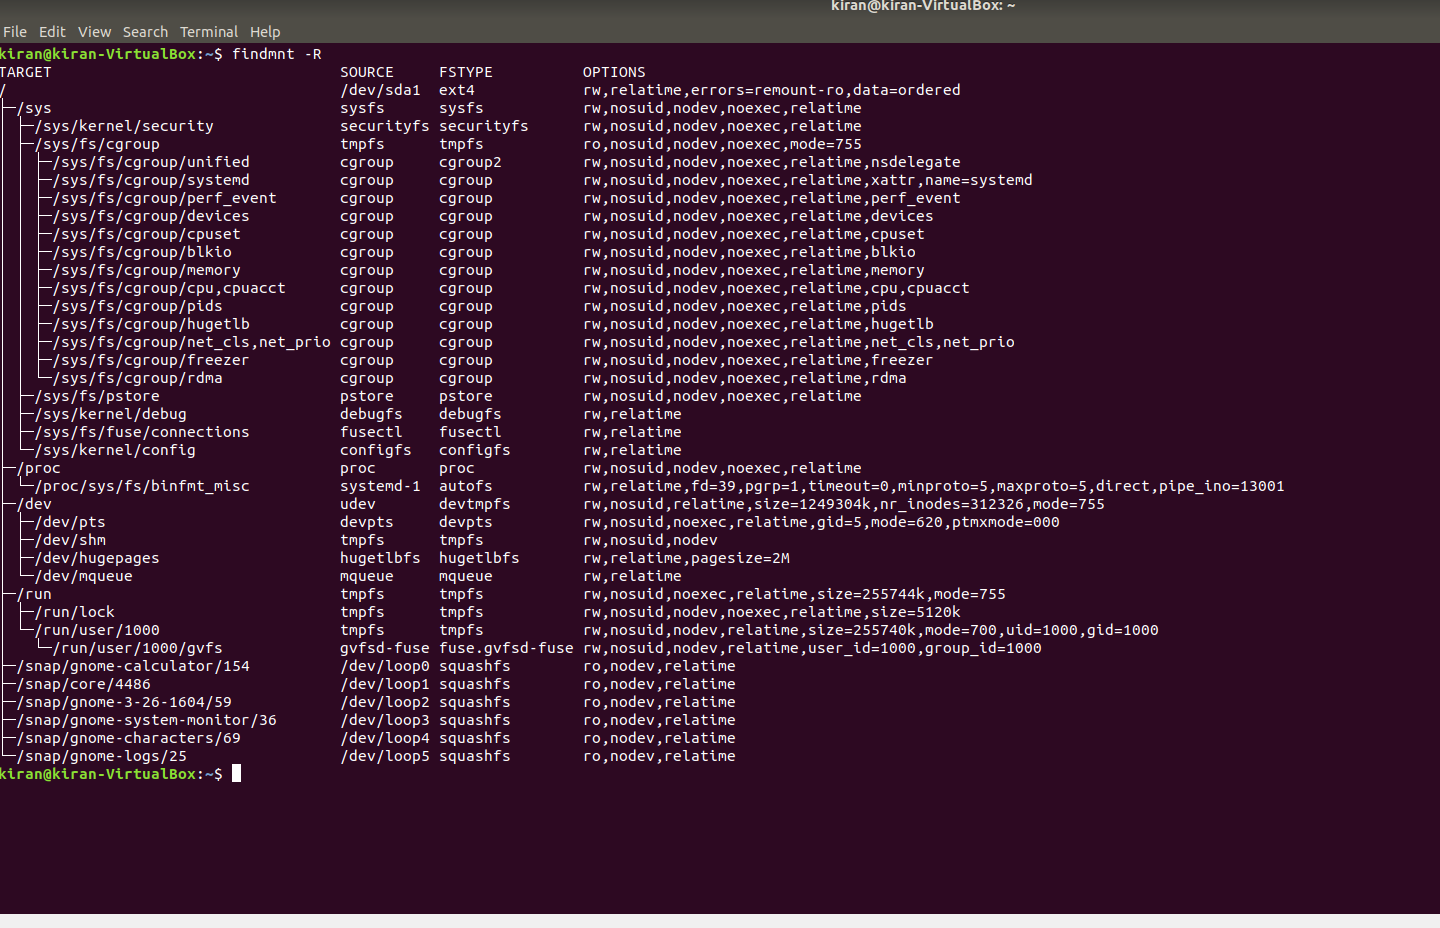 kiran@kiran-VirtualBox: ~
File Edit View Search Terminal Help
kiran@kiran-VirtualBox:~$ findmnt -R
TARGET SOURCE FSTYPE OPTIONS
/ /dev/sda1 ext4 rw,relatime,errors=remount-ro,data=ordered
├─/sys sysfs sysfs rw,nosuid,nodev,noexec,relatime
│ ├─/sys/kernel/security securityfs securityfs rw,nosuid,nodev,noexec,relatime
│ ├─/sys/fs/cgroup tmpfs tmpfs ro,nosuid,nodev,noexec,mode=755
│ │ ├─/sys/fs/cgroup/unified cgroup cgroup2 rw,nosuid,nodev,noexec,relatime,nsdelegate
│ │ ├─/sys/fs/cgroup/systemd cgroup cgroup rw,nosuid,nodev,noexec,relatime,xattr,name=systemd
│ │ ├─/sys/fs/cgroup/perf_event cgroup cgroup rw,nosuid,nodev,noexec,relatime,perf_event
│ │ ├─/sys/fs/cgroup/devices cgroup cgroup rw,nosuid,nodev,noexec,relatime,devices
│ │ ├─/sys/fs/cgroup/cpuset cgroup cgroup rw,nosuid,nodev,noexec,relatime,cpuset
│ │ ├─/sys/fs/cgroup/blkio cgroup cgroup rw,nosuid,nodev,noexec,relatime,blkio
│ │ ├─/sys/fs/cgroup/memory cgroup cgroup rw,nosuid,nodev,noexec,relatime,memory
│ │ ├─/sys/fs/cgroup/cpu,cpuacct cgroup cgroup rw,nosuid,nodev,noexec,relatime,cpu,cpuacct
│ │ ├─/sys/fs/cgroup/pids cgroup cgroup rw,nosuid,nodev,noexec,relatime,pids
│ │ ├─/sys/fs/cgroup/hugetlb cgroup cgroup rw,nosuid,nodev,noexec,relatime,hugetlb
│ │ ├─/sys/fs/cgroup/net_cls,net_prio cgroup cgroup rw,nosuid,nodev,noexec,relatime,net_cls,net_prio
│ │ ├─/sys/fs/cgroup/freezer cgroup cgroup rw,nosuid,nodev,noexec,relatime,freezer
│ │ └─/sys/fs/cgroup/rdma cgroup cgroup rw,nosuid,nodev,noexec,relatime,rdma
│ ├─/sys/fs/pstore pstore pstore rw,nosuid,nodev,noexec,relatime
│ ├─/sys/kernel/debug debugfs debugfs rw,relatime
│ ├─/sys/fs/fuse/connections fusectl fusectl rw,relatime
│ └─/sys/kernel/config configfs configfs rw,relatime
├─/proc proc proc rw,nosuid,nodev,noexec,relatime
│ └─/proc/sys/fs/binfmt_misc systemd-1 autofs rw,relatime,fd=39,pgrp=1,timeout=0,minproto=5,maxproto=5,direct,pipe_ino=13001
├─/dev udev devtmpfs rw,nosuid,relatime,size=1249304k,nr_inodes=312326,mode=755
│ ├─/dev/pts devpts devpts rw,nosuid,noexec,relatime,gid=5,mode=620,ptmxmode=000
│ ├─/dev/shm tmpfs tmpfs rw,nosuid,nodev
│ ├─/dev/hugepages hugetlbfs hugetlbfs rw,relatime,pagesize=2M
│ └─/dev/mqueue mqueue mqueue rw,relatime
├─/run tmpfs tmpfs rw,nosuid,noexec,relatime,size=255744k,mode=755
│ ├─/run/lock tmpfs tmpfs rw,nosuid,nodev,noexec,relatime,size=5120k
│ └─/run/user/1000 tmpfs tmpfs rw,nosuid,nodev,relatime,size=255740k,mode=700,uid=1000,gid=1000
│   └─/run/user/1000/gvfs gvfsd-fuse fuse.gvfsd-fuse rw,nosuid,nodev,relatime,user_id=1000,group_id=1000
├─/snap/gnome-calculator/154 /dev/loop0 squashfs ro,nodev,relatime
├─/snap/core/4486 /dev/loop1 squashfs ro,nodev,relatime
├─/snap/gnome-3-26-1604/59 /dev/loop2 squashfs ro,nodev,relatime
├─/snap/gnome-system-monitor/36 /dev/loop3 squashfs ro,nodev,relatime
├─/snap/gnome-characters/69 /dev/loop4 squashfs ro,nodev,relatime
└─/snap/gnome-logs/25 /dev/loop5 squashfs ro,nodev,relatime
kiran@kiran-VirtualBox:~$